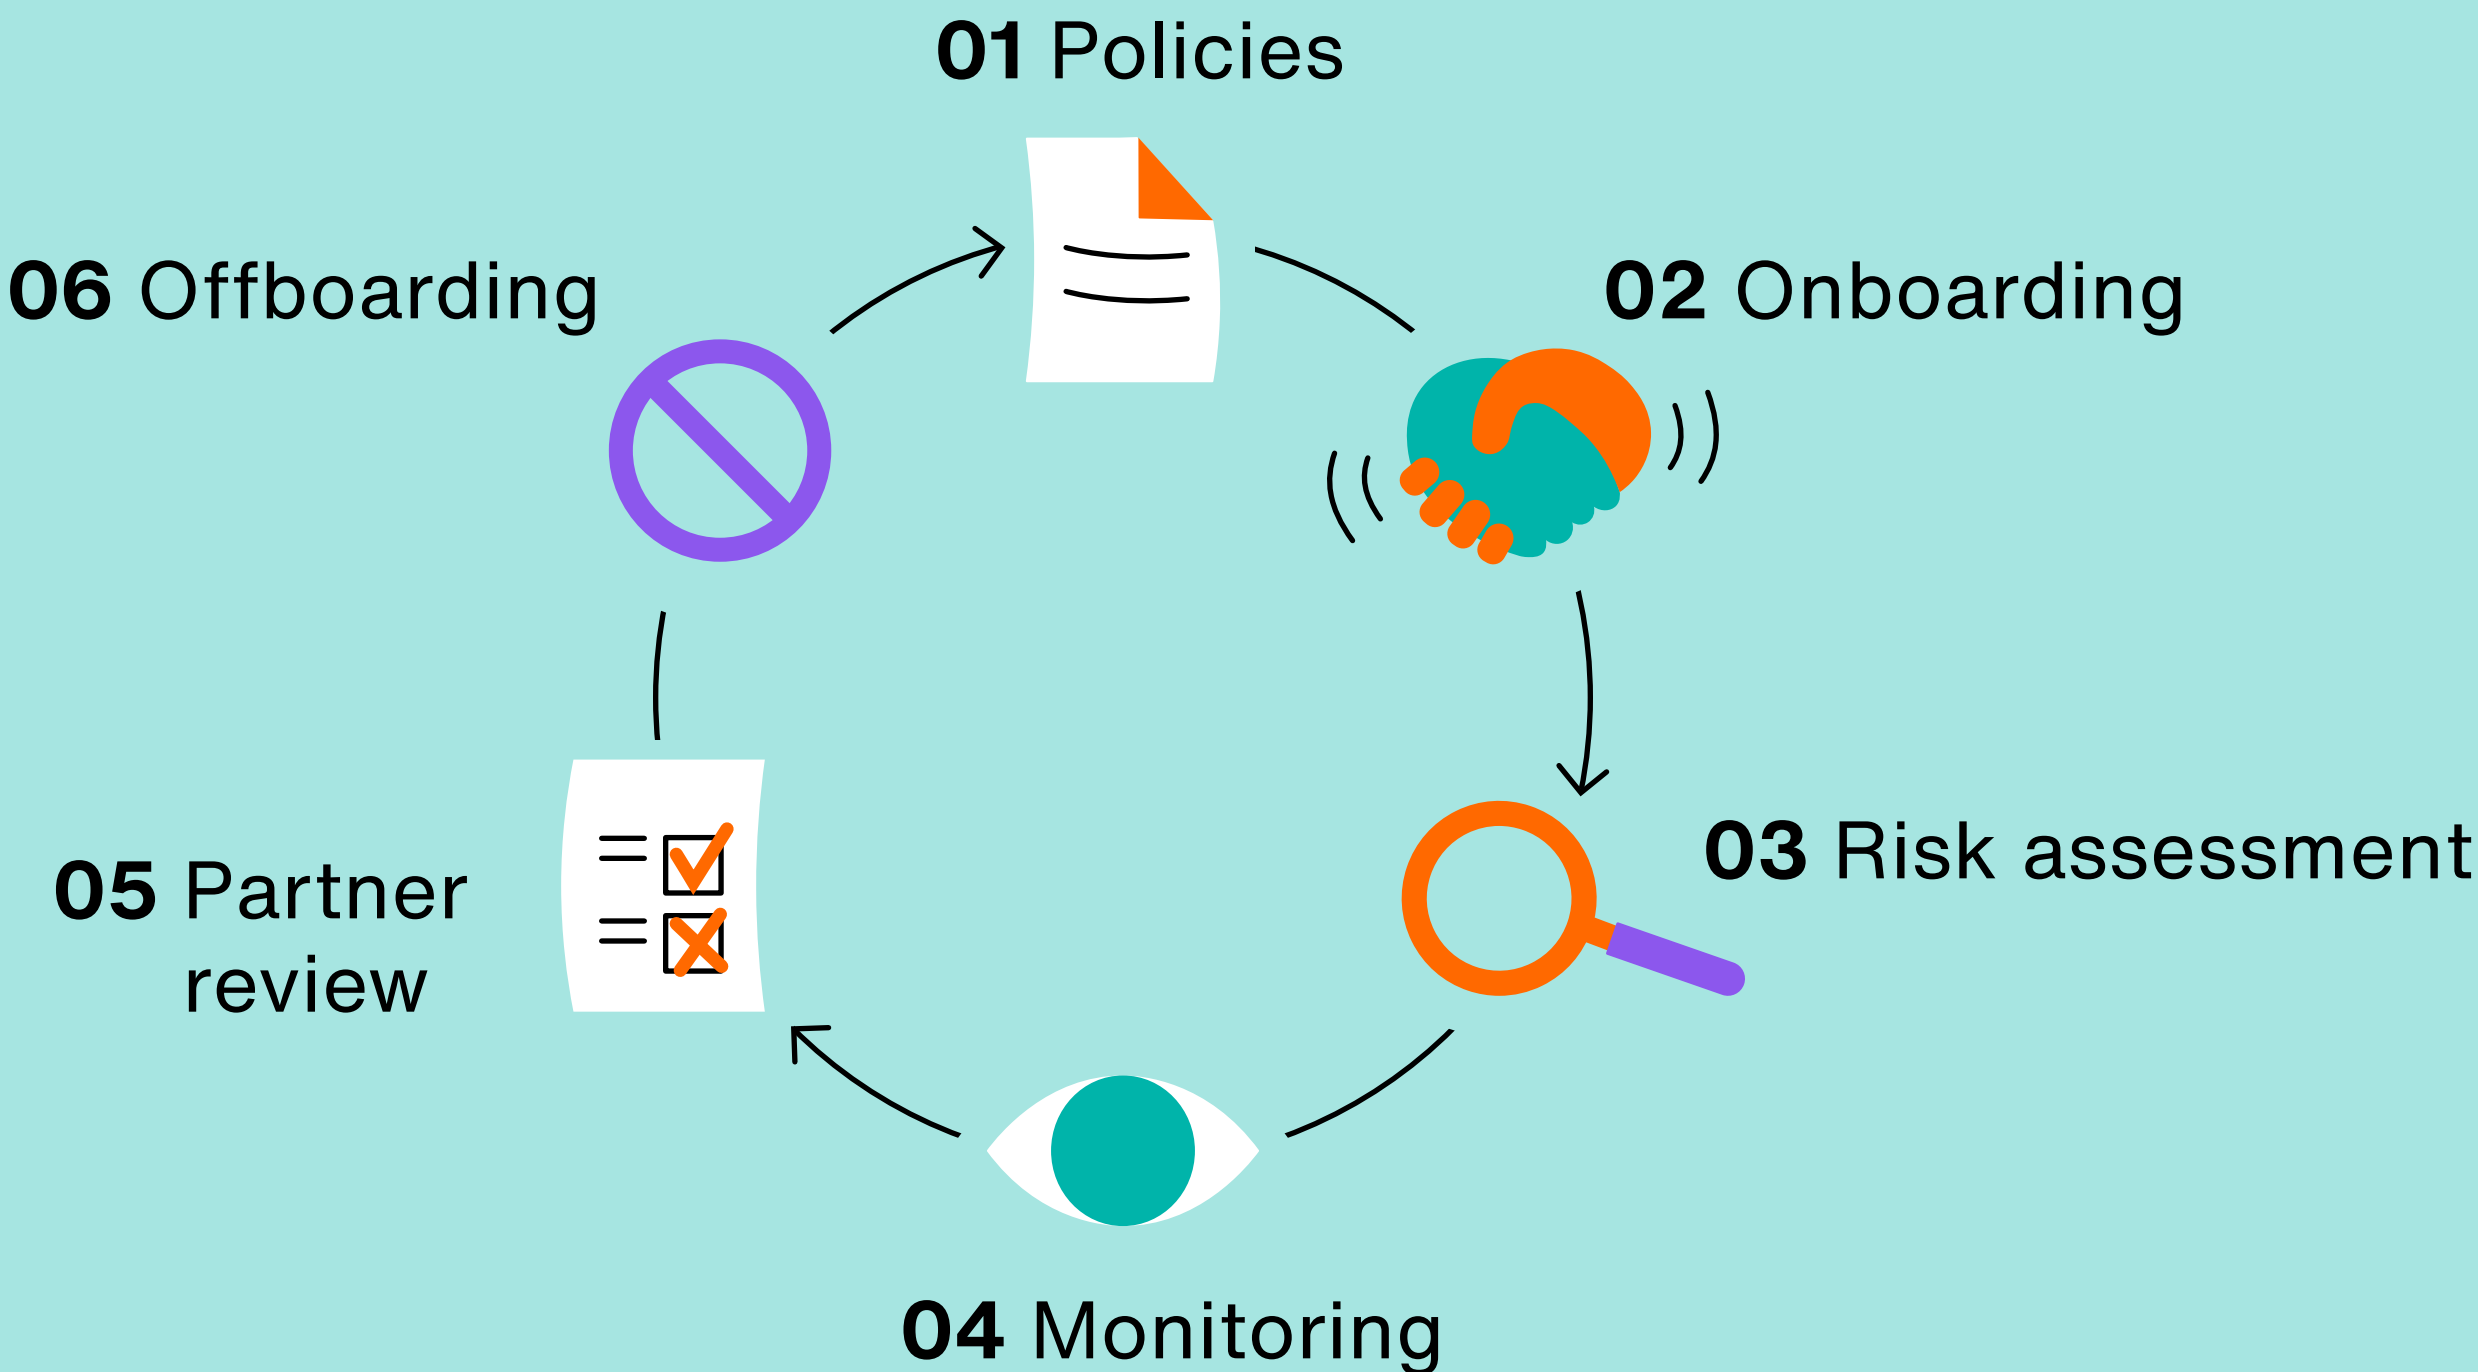 01 Policies
02 Onboarding
03 Risk assessment
04 Monitoring
05 Partner
review
06 Offboarding